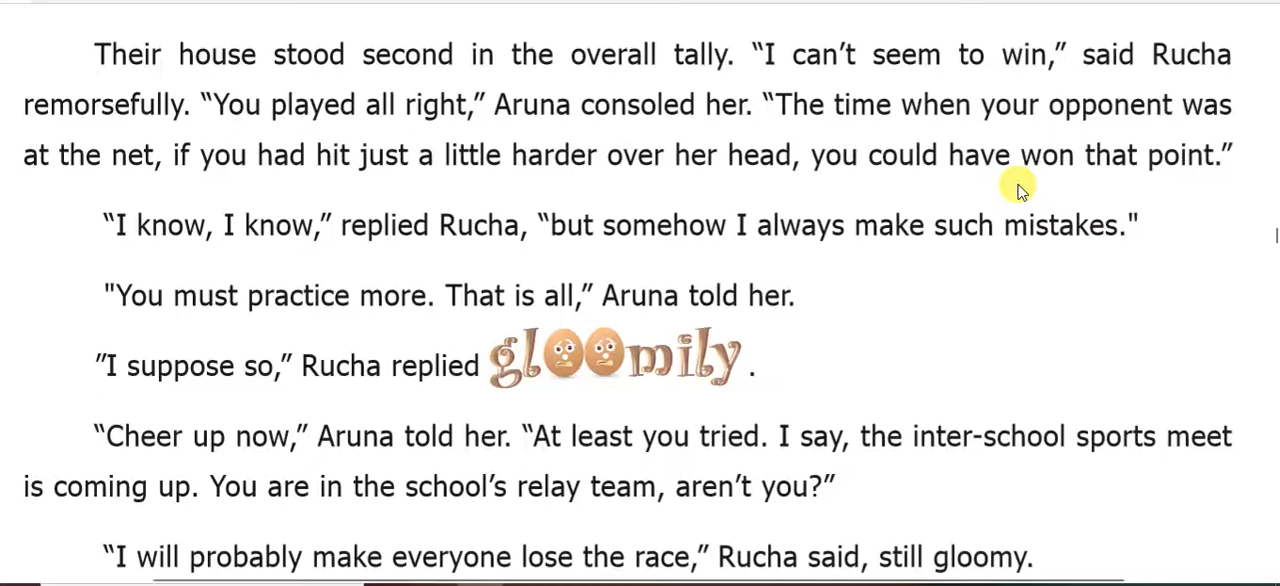 Their house stood second in the overall tally. “I can’t seem to win,” said Rucha
remorsefully. “You played all right,” Aruna consoled her. “The time when your opponent was
at the net, if you had hit just a little harder over her head, you could have won that point.”
“I know, I know,” replied Rucha, “but somehow I always make such mistakes."
"You must practice more. That is all,” Aruna told her.
”I suppose so,” Rucha replied gloomily .
“Cheer up now,” Aruna told her. “At least you tried. I say, the inter-school sports meet
is coming up. You are in the school’s relay team, aren’t you?”
“I will probably make everyone lose the race,” Rucha said, still gloomy.